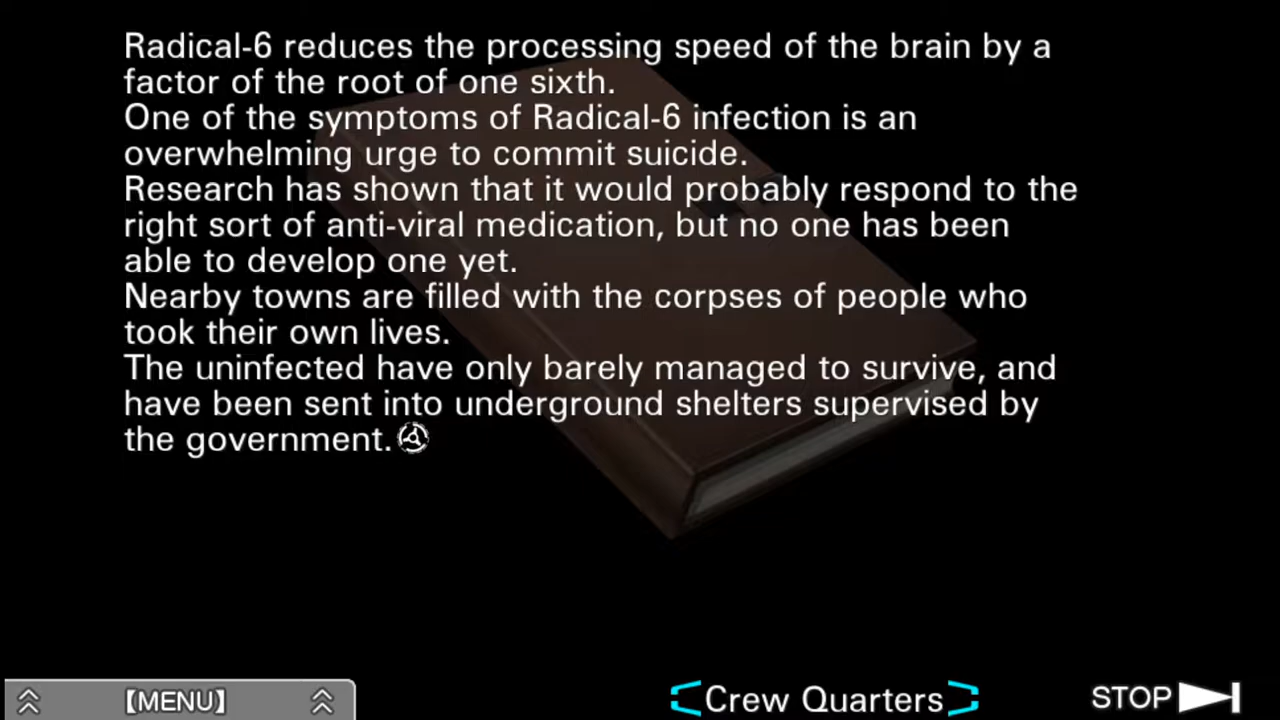 Radical-6 reduces the processing speed of the brain by a
factor of the root of one sixth.
One of the symptoms of Radical-6 infection is an
overwhelming urge to commit suicide.
Research has shown that it would probably respond to the
right sort of anti-viral medication, but no one has been
able to develop one yet.
Nearby towns are filled with the corpses of people who
took their own lives.
The uninfected have only barely managed to survive, and
have been sent into underground shelters supervised by
the government.
【MENU】
Crew Quarters
STOP